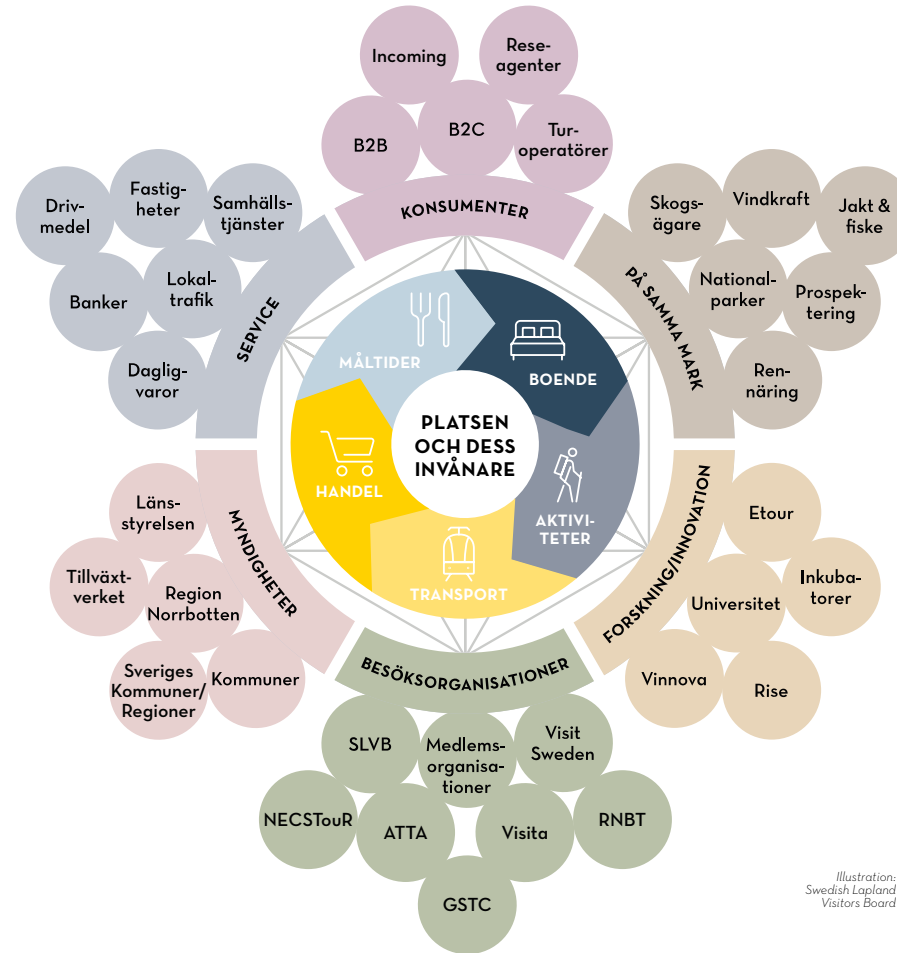 Incoming
Rese-
agenter
B2B
B2C
Tur-
operatörer
KONSUMENTER
Driv-
medel
Fastig-
heter
Samhälls-
tjänster
Banker
Lokal-
trafik
Daglig-
varor
SERVICE
Skogs-
ägare
Vindkraft
Jakt &
fiske
National-
parker
Prospek-
tering
Ren-
näring
PÅ SAMMA MARK
MÅLTIDER
BOENDE
HANDEL
PLATSEN
OCH DESS
INVÅNARE
AKTIVI-
TETER
TRANSPORT
Läns-
styrelsen
Tillväxt-
verket
Region
Norrbotten
Sveriges
Kommuner/
Regioner
Kommuner
MYNDIGHETER
FORSKNING/INNOVATION
Etour
Inkuba-
torer
Universitet
Vinnova
Rise
BESÖKSORGANISATIONER
SLVB
Medlems-
organisa-
tioner
Visit
Sweden
NECSTouR
ATTA
Visita
RNBT
GSTC
Illustration:
Swedish Lapland
Visitors Board